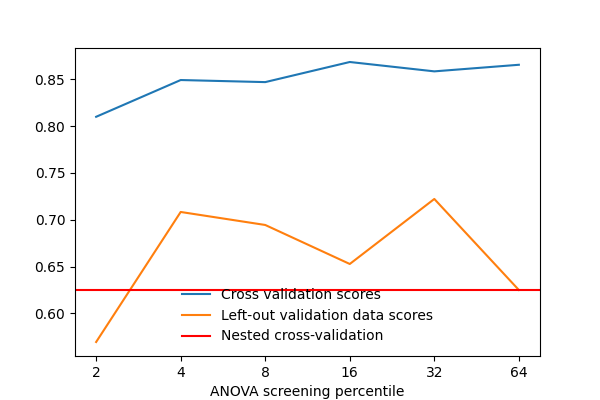 0.85
0.80
0.75
0.70
0.65
0.60
Cross validation scores
Left-out validation data scores
Nested cross-validation
2 4 8 16 32 64
ANOVA screening percentile